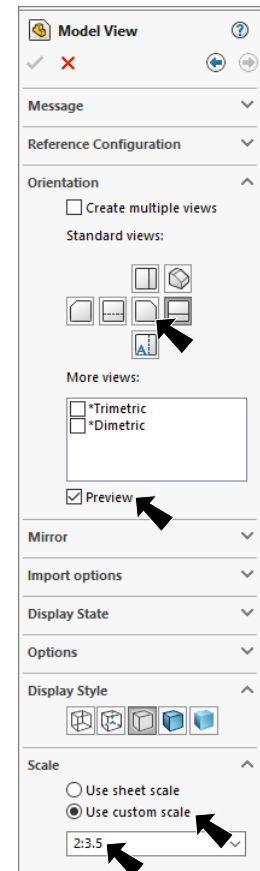 Model View
Message
Reference Configuration
Orientation
Create multiple views
Standard views:
A
More views:
*Trimetric
*Dimetric
Preview
Mirror
Import options
Display State
Options
Display Style
Scale
Use sheet scale
Use custom scale
2:3.5